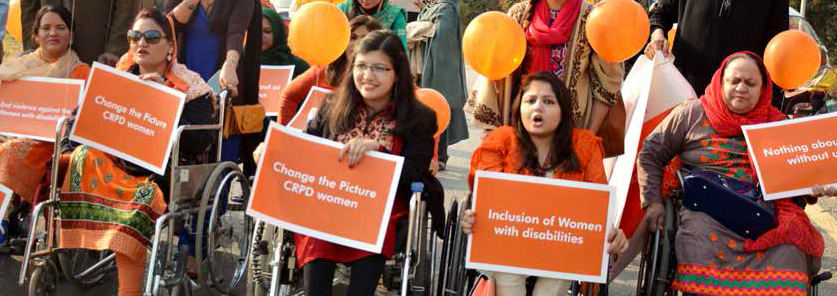 End violence against the
Women with disabilities
Change the Picture
CRPD women
Change the Picture
CRPD women
Inclusion of Women
with disabilities
Nothing abou
without u